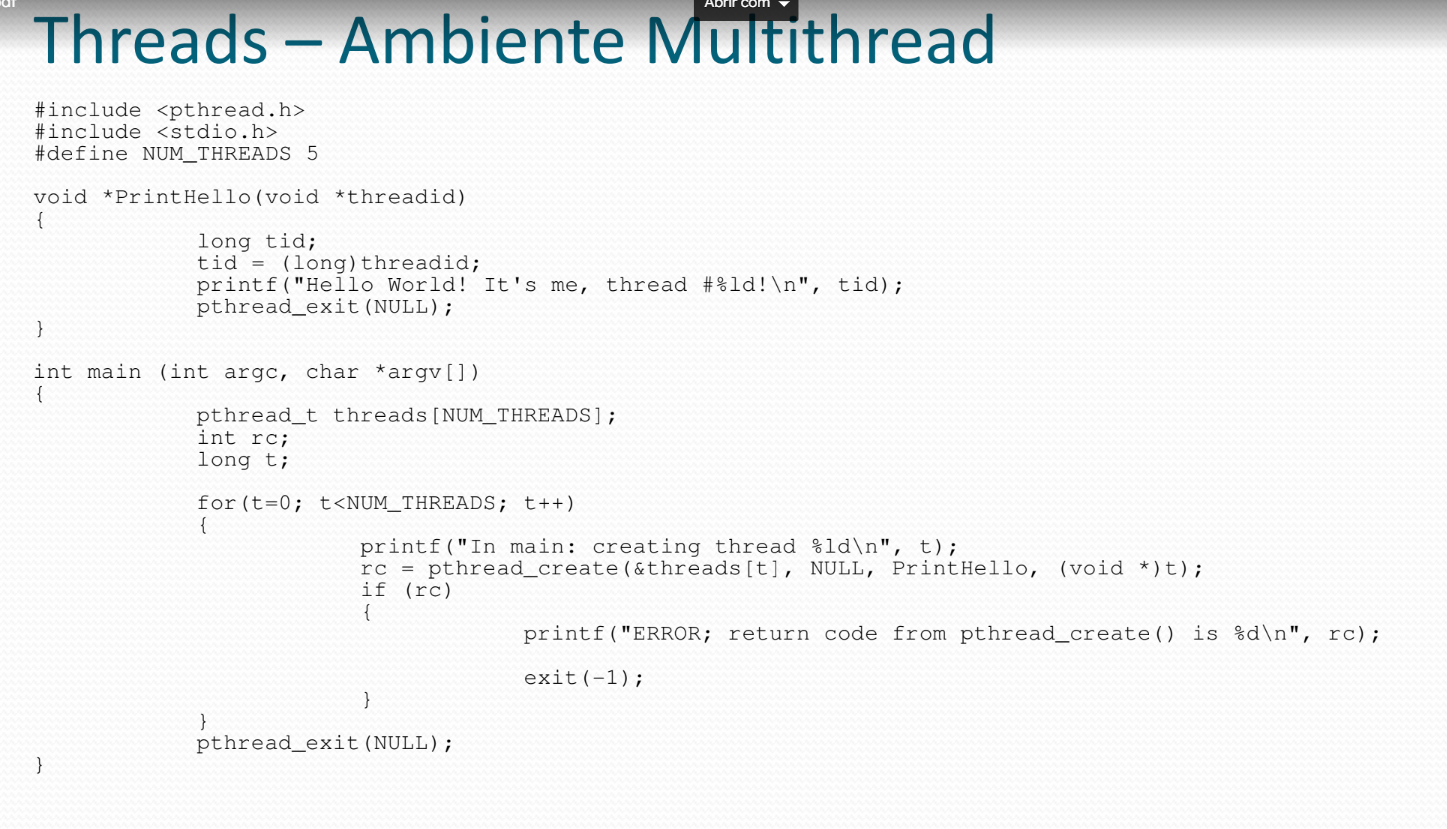 Abrir com
Threads – Ambiente Multithread
#include <pthread.h>
#include <stdio.h>
#define NUM_THREADS 5
void *PrintHello(void *threadid)
{
long tid;
tid = (long)threadid;
printf("Hello World! It's me, thread #%ld!\n", tid);
pthread_exit(NULL);
}
int main (int argc, char *argv[])
{
pthread_t threads[NUM_THREADS];
int rc;
long t;
for(t=0; t<NUM_THREADS; t++)
{
printf("In main: creating thread %ld\n", t);
rc = pthread_create(&threads[t], NULL, PrintHello, (void *)t);
if (rc)
{
printf("ERROR; return code from pthread_create() is %d\n", rc);
exit(-1);
}
}
pthread_exit(NULL);
}